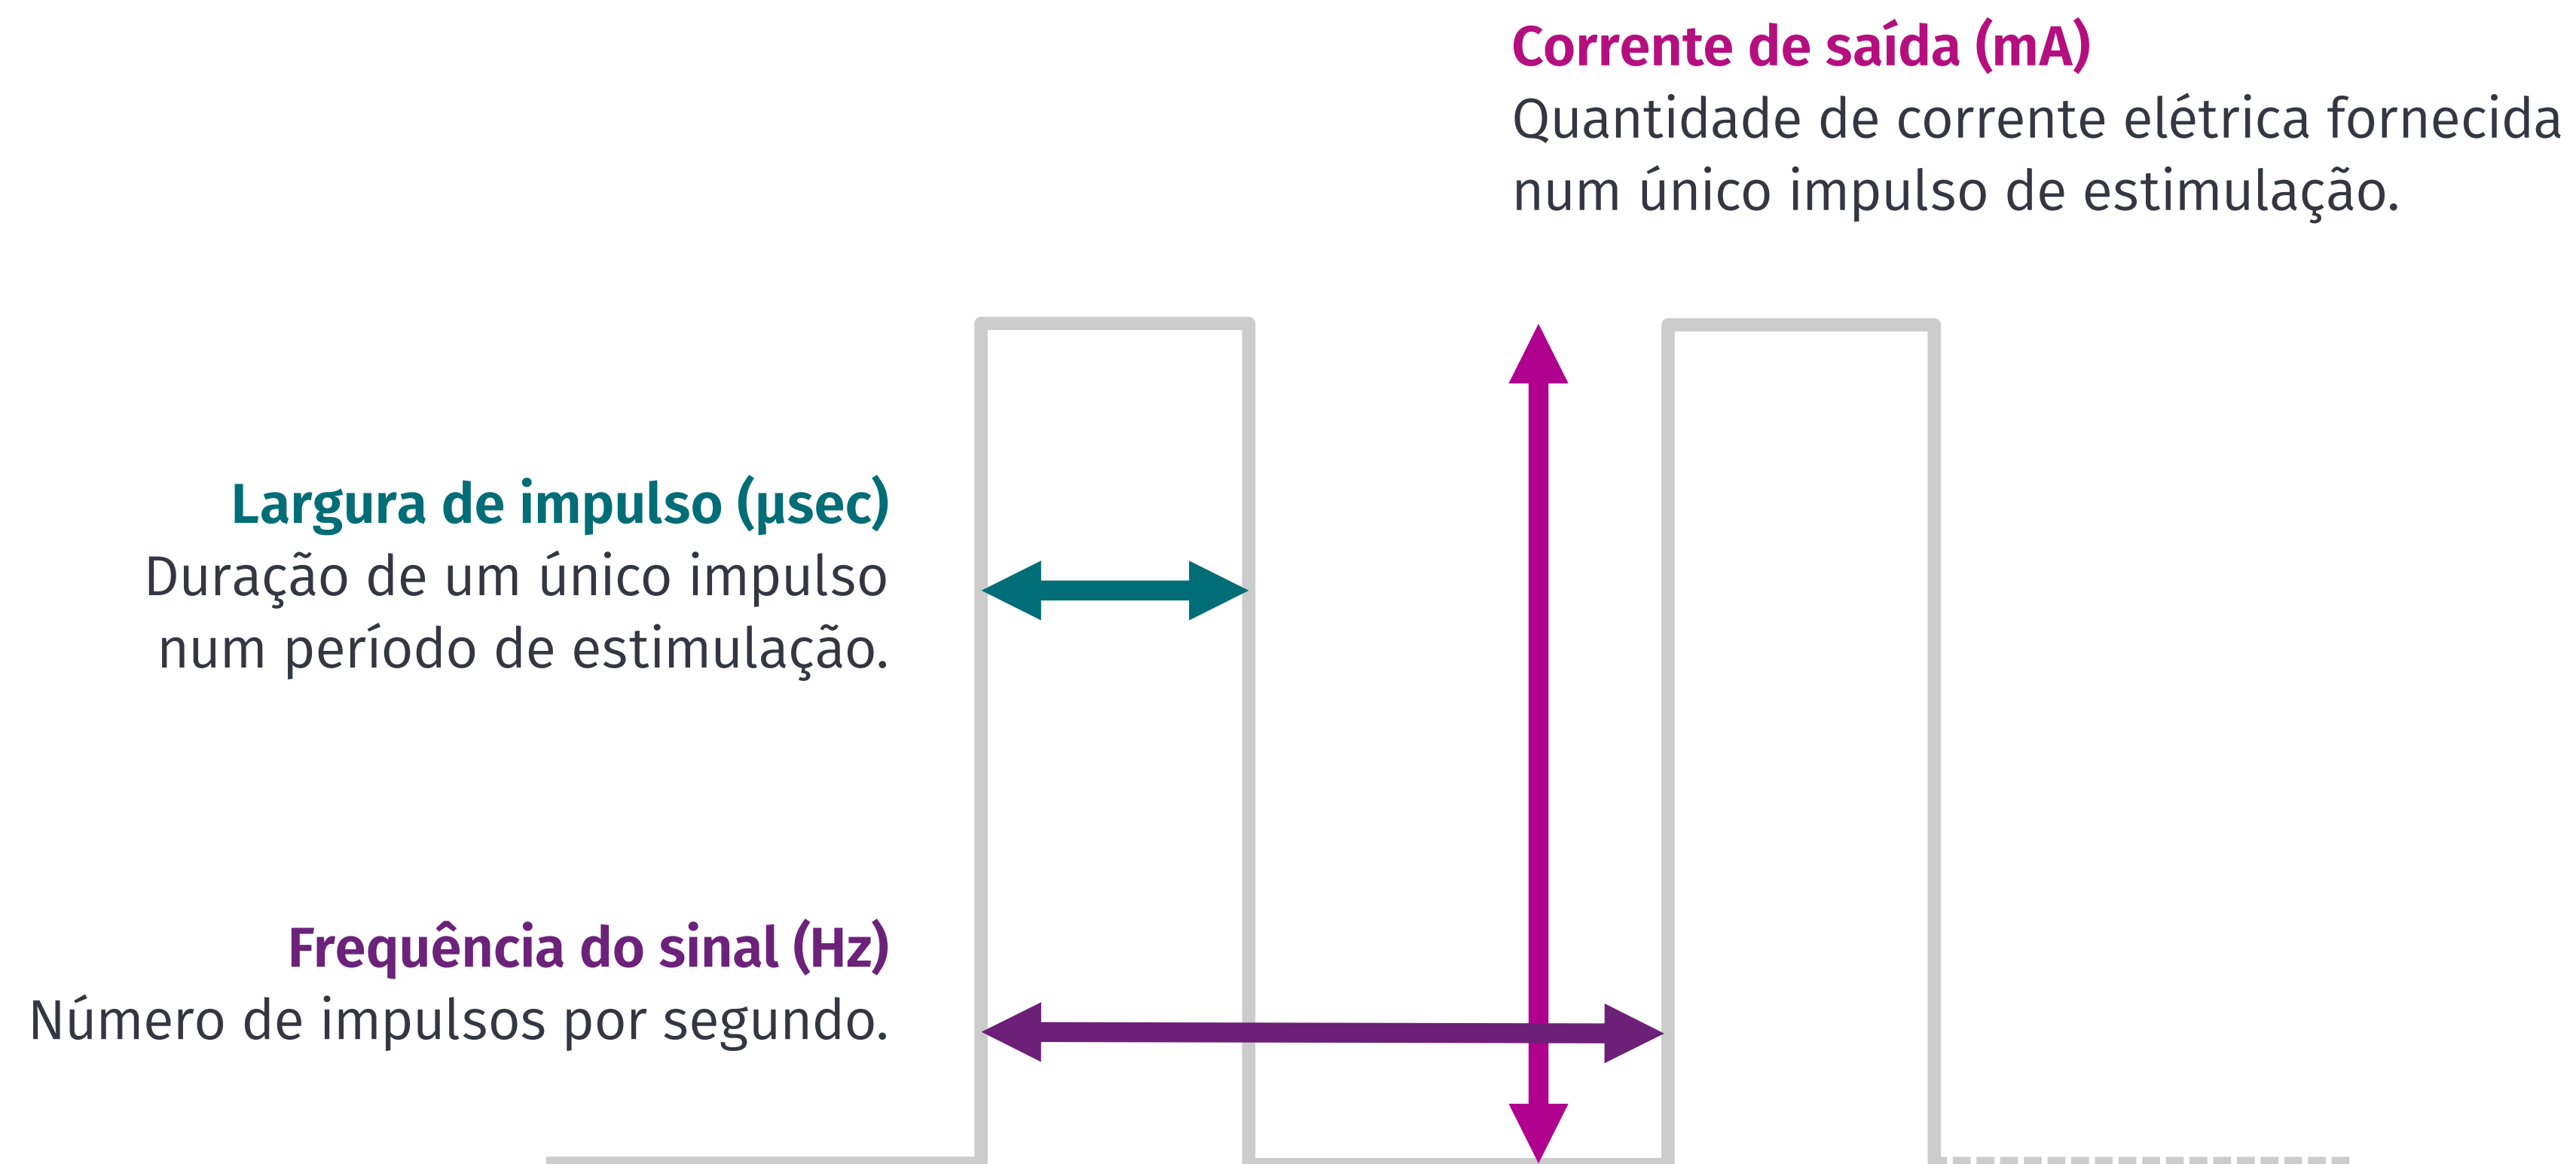 Corrente de saída (mA)
Quantidade de corrente elétrica fornecida
num único impulso de estimulação.
Largura de impulso (µsec)
Duração de um único impulso
num período de estimulação.
Frequência do sinal (Hz)
Número de impulsos por segundo.